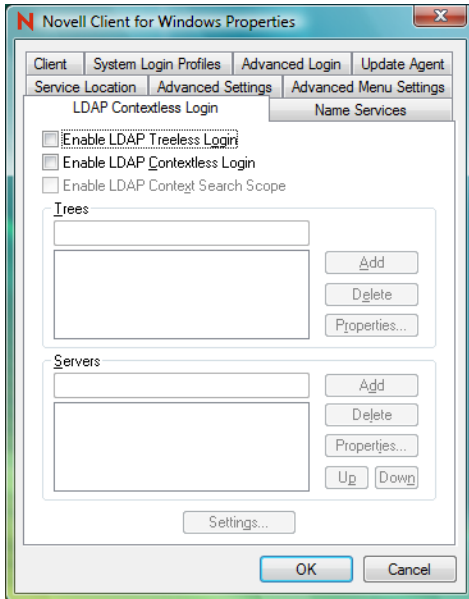 Novell Client for Windows Properties
Client System Login Profiles Advanced Login Update Agent
Service Location Advanced Settings Advanced Menu Settings
LDAP Contextless Login Name Services
Enable LDAP Treeless Login
Enable LDAP Contextless Login
Enable LDAP Context Search Scope
Trees
Add
Delete
Properties...
Servers
Add
Delete
Properties...
Up Down
Settings...
OK Cancel